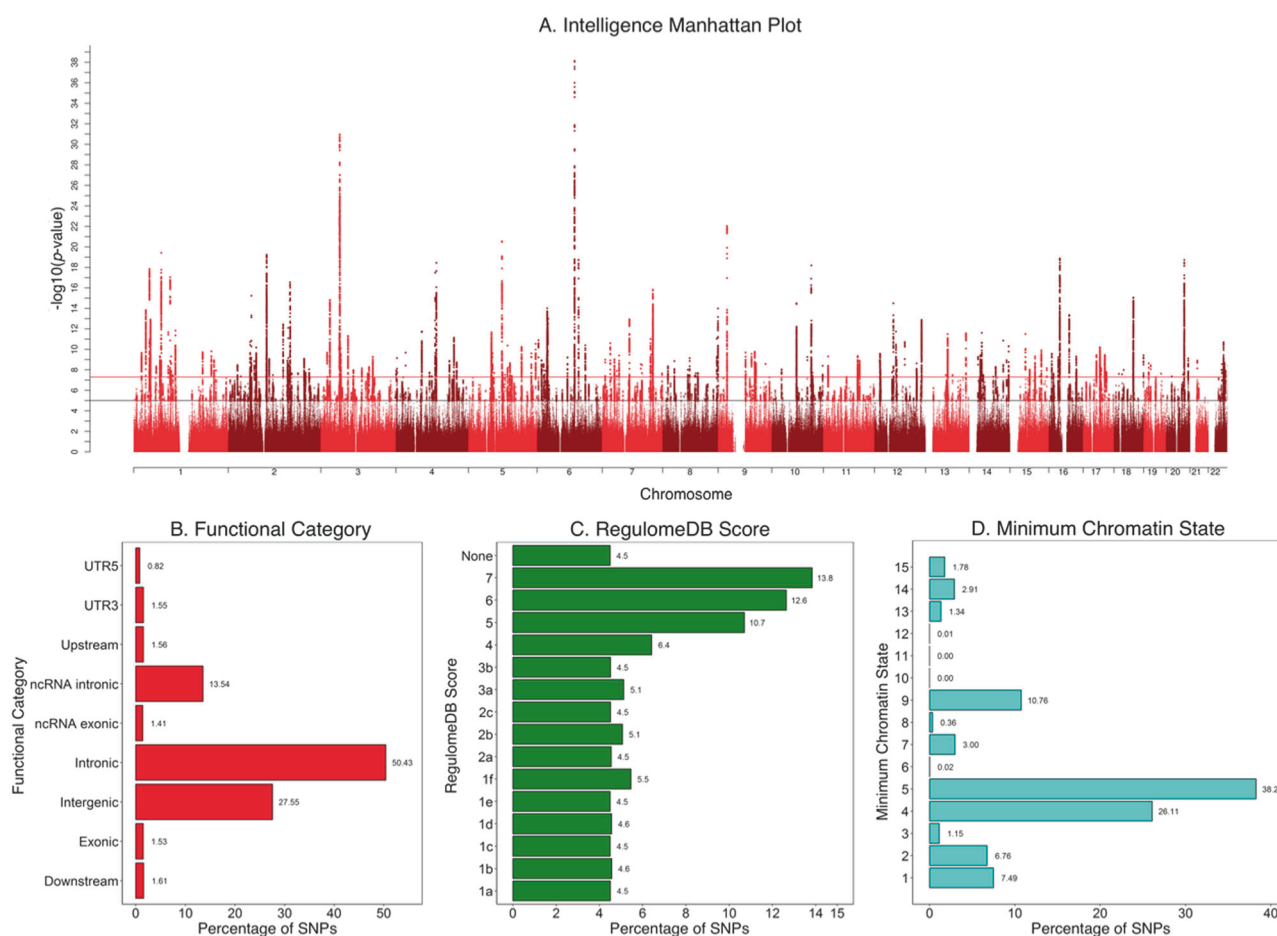 A. Intelligence Manhattan Plot
-log10(p-value)
38
36
34
32
30
28
26
24
22
20
18
16
14
12
10
8
6
4
2
0
1 2 3 4 5 6 7 8 9 10 11 12 13 14 15 16 17 18 19 20 21 22
Chromosome
B. Functional Category
Functional Category
UTR5 0.82
UTR3 1.55
Upstream 1.56
ncRNA intronic 13.54
ncRNA exonic 1.41
Intronic 50.43
Intergenic 27.55
Exonic 1.53
Downstream 1.61
0 10 20 30 40 50
Percentage of SNPs
C. RegulomeDB Score
RegulomeDB Score
None 4.5
7 13.8
6 12.6
5 10.7
4 6.4
3b 4.5
3a 5.1
2c 4.5
2b 5.1
2a 4.5
1f 5.5
1e 4.5
1d 4.6
1c 4.5
1b 4.6
1a 4.5
0 2 4 6 8 10 12 14 15
Percentage of SNPs
D. Minimum Chromatin State
Minimum Chromatin State
15 1.78
14 2.91
13 1.34
12 0.01
11 0.00
10 0.00
9 10.76
8 0.36
7 3.00
6 0.02
5 38.2
4 26.11
3 1.15
2 6.76
1 7.49
0 10 20 30 40
Percentage of SNPs